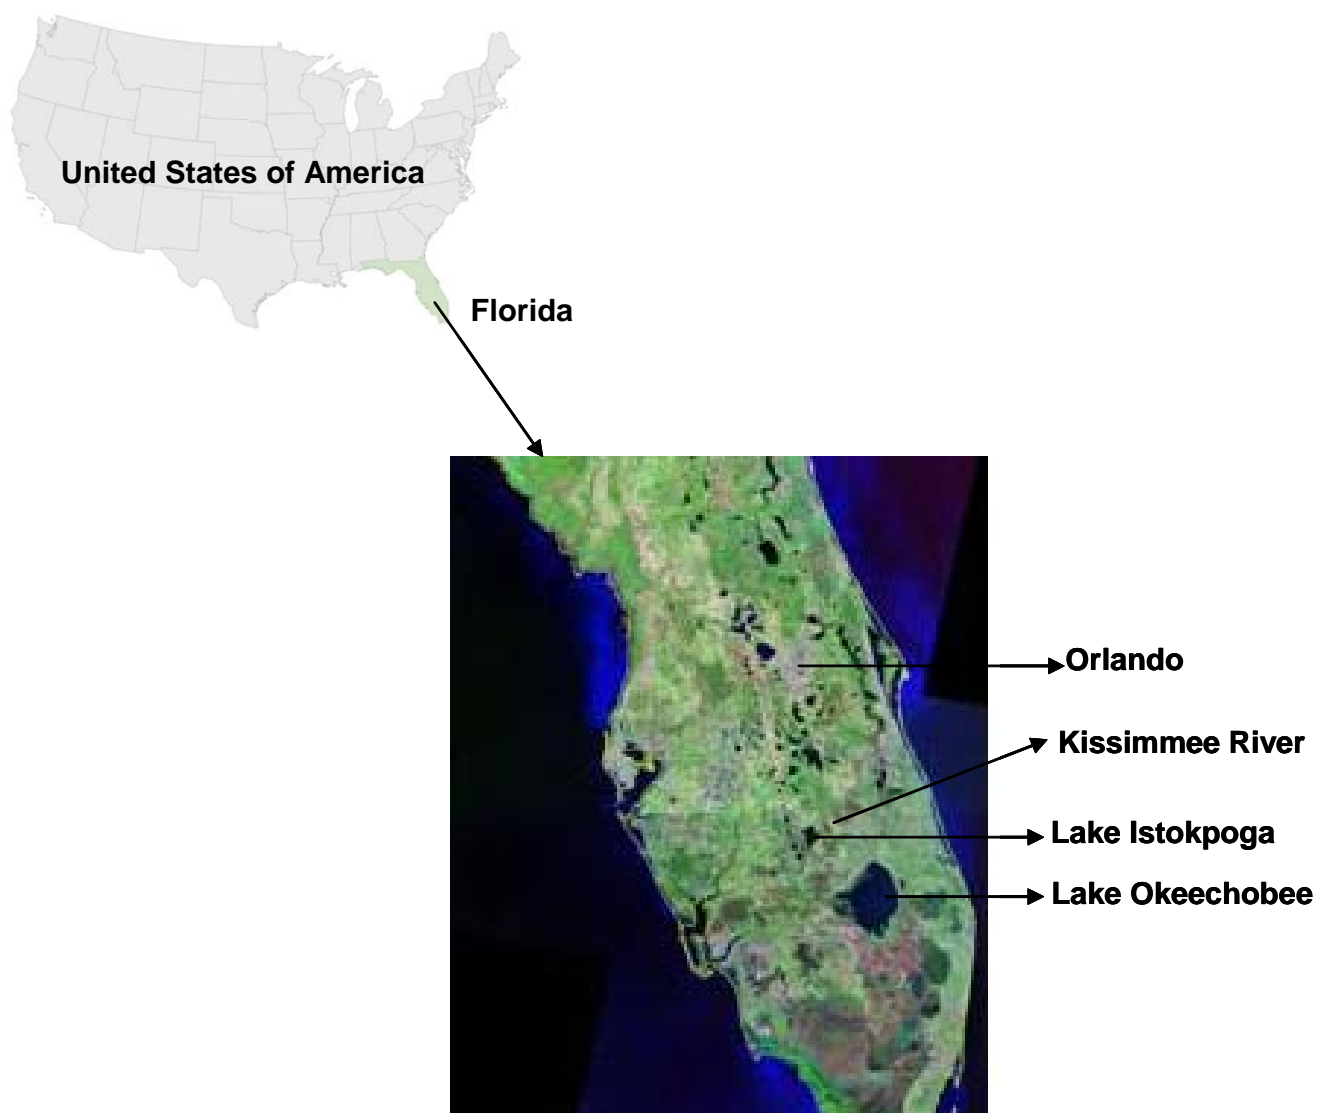 United States of America
Florida
Orlando
Kissimmee River
Lake Istokpoga
Lake Okeechobee